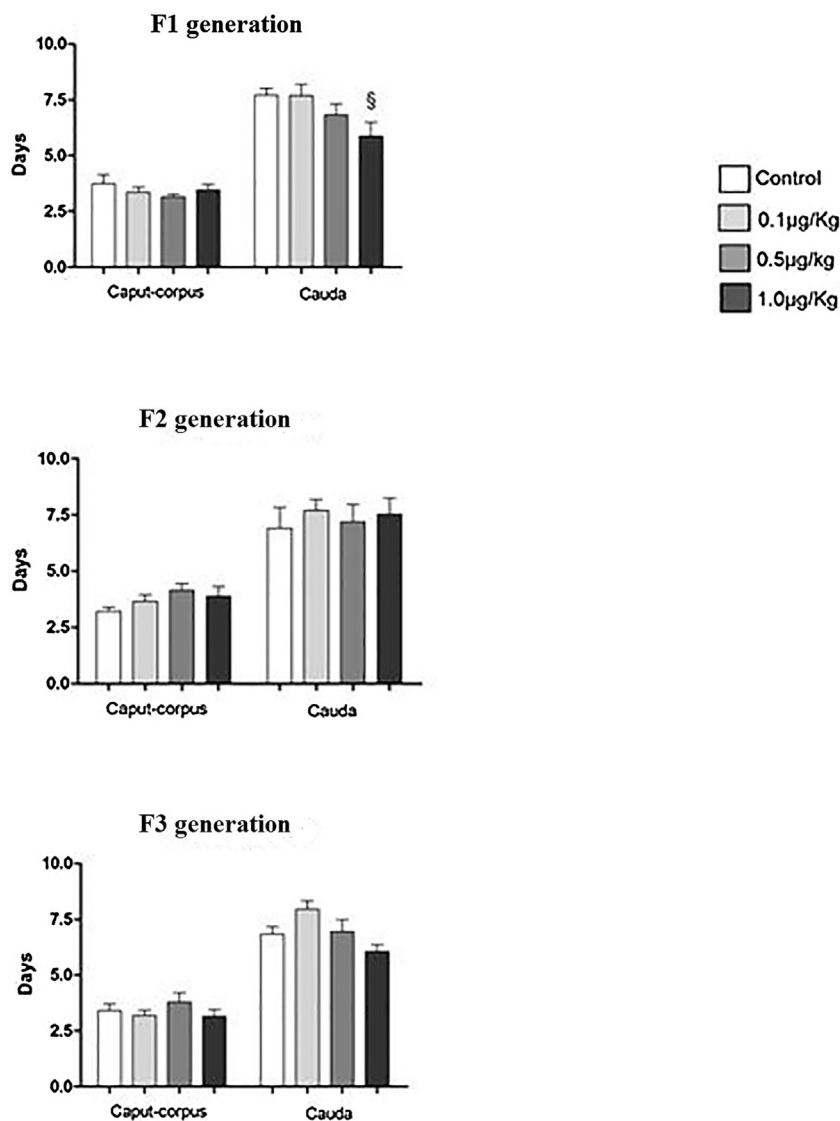 F1 generation
10.0
7.5
5.0
2.5
0.0
Days
§
Caput-corpus
Cauda
Control
0.1µg/Kg
0.5µg/kg
1.0µg/Kg
F2 generation
10.0
7.5
5.0
2.5
0.0
Days
Caput-corpus
Cauda
F3 generation
10.0
7.5
5.0
2.5
0.0
Days
Caput-corpus
Cauda